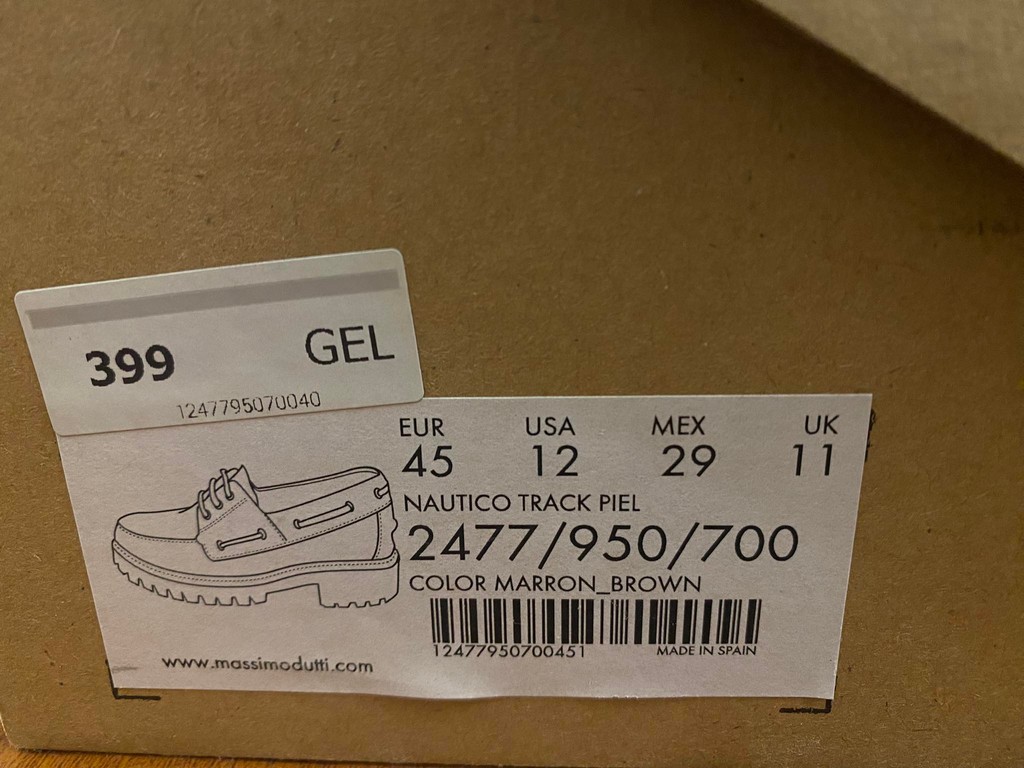 399 GEL
1247795070040
EUR USA MEX UK
45 12 29 11
NAUTICO TRACK PIEL
2477/950/700
COLOR MARRON_BROWN
12477950700451 MADE IN SPAIN
www.massimodutti.com